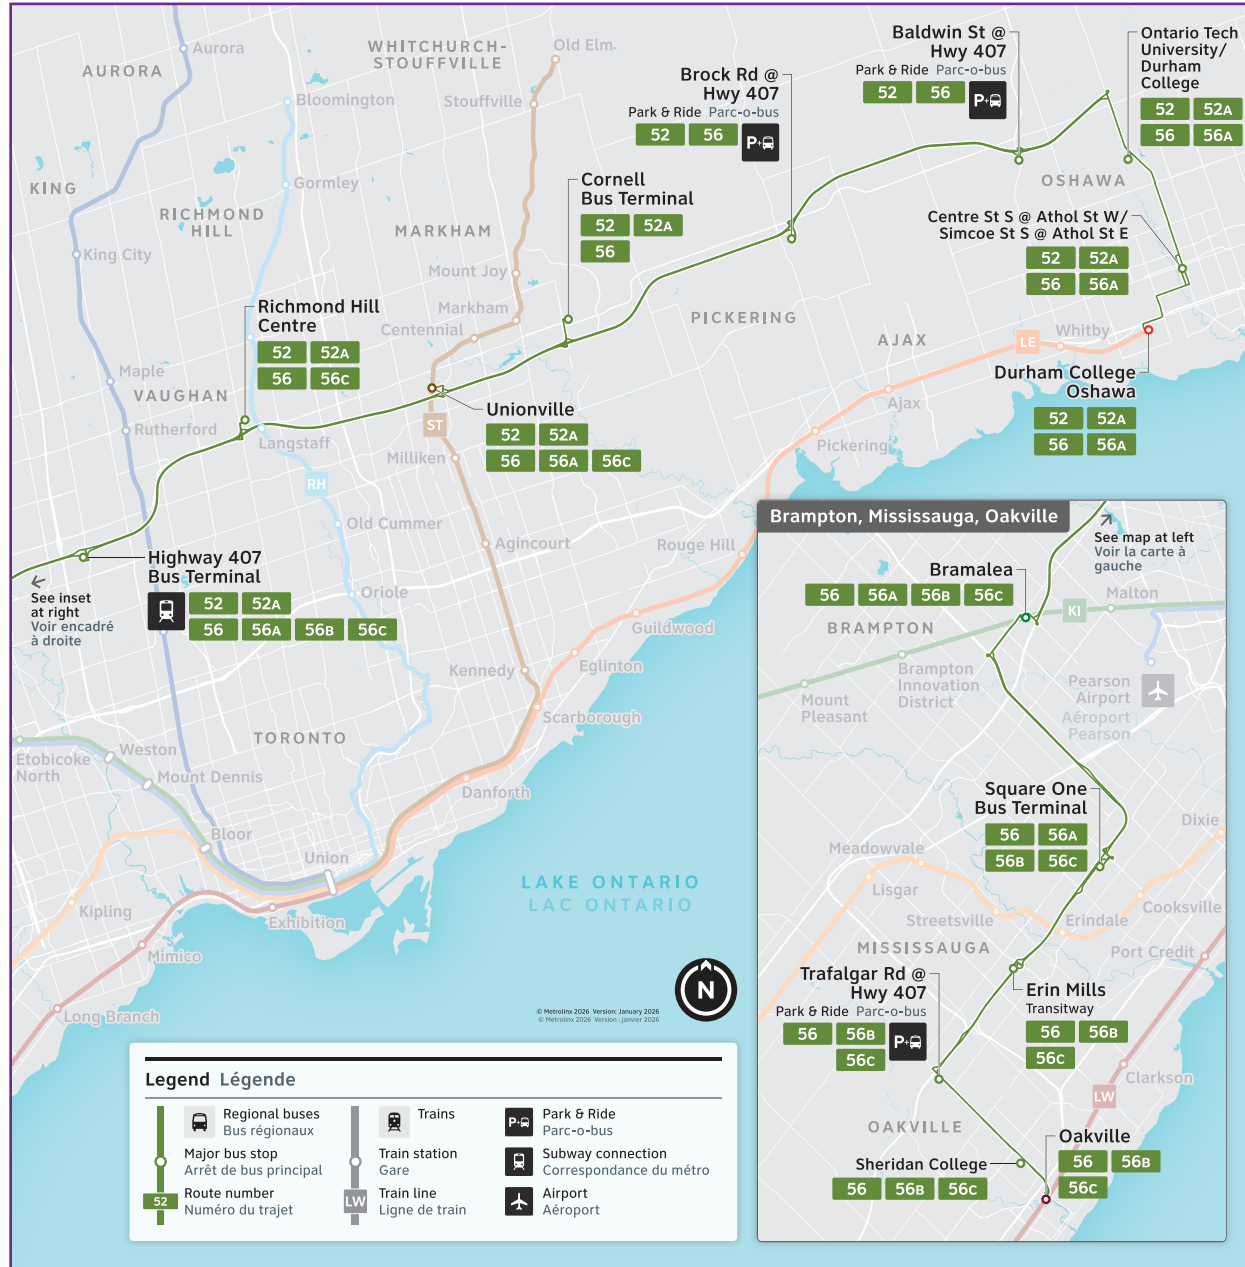 Aurora
AURORA
WHITCHURCH-
STOUFFVILLE
Old Elm
Bloomington
Stouffville
Gormley
KING
RICHMOND
HILL
King City
MARKHAM
Mount Joy
Markham
Centennial
Maple
VAUGHAN
Rutherford
Langstaff
Milliken
ST
RH
Old Cummer
Agincourt
Oriole
Rouge Hill
Guildwood
Eglinton
Kennedy
Scarborough
TORONTO
Etobicoke
North
Weston
Mount Dennis
Danforth
Bloor
Union
Kipling
Exhibition
Mimico
Long Branch
PICKERING
AJAX
OSHAWA
LE
Whitby
Ajax
Pickering
Baldwin St @
Hwy 407
Park & Ride Parc-o-bus
52 56 P+
Ontario Tech
University/
Durham
College
52 52A
56 56A
Brock Rd @
Hwy 407
Park & Ride Parc-o-bus
52 56 P+
Cornell
Bus Terminal
52 52A
56
Centre St S @ Athol St W/
Simcoe St S @ Athol St E
52 52A
56 56A
Richmond Hill
Centre
52 52A
56 56C
Durham College
Oshawa
52 52A
56 56A
Unionville
52 52A
56 56A 56C
Highway 407
Bus Terminal
52 52A
56 56A 56B 56C
See inset
at right
Voir encadré
à droite
LAKE ONTARIO
LAC ONTARIO
N
© Metrolinx 2026 Version: January 2026
© Metrolinx 2026 Version : janvier 2026
Brampton, Mississauga, Oakville
See map at left
Voir la carte à
gauche
Bramalea
56 56A 56B 56C
KI
Malton
BRAMPTON
Brampton
Innovation
District
Mount
Pleasant
Pearson
Airport
Aéroport
Pearson
Square One
Bus Terminal
56 56A
56B 56C
Dixie
Meadowvale
Lisgar
Streetsville
Erindale
Cooksville
MISSISSAUGA
Port Credit
Trafalgar Rd @
Hwy 407
Park & Ride Parc-o-bus
56 56B P+
56C
Erin Mills
Transitway
56 56B
56C
Clarkson
LW
OAKVILLE
Oakville
56 56B
56C
Sheridan College
56 56B 56C
Legend Légende
Regional buses
Bus régionaux
Major bus stop
Arrêt de bus principal
52
Route number
Numéro du trajet
Trains
Train station
Gare
LW
Train line
Ligne de train
P+
Park & Ride
Parc-o-bus
Subway connection
Correspondance du métro
Airport
Aéroport